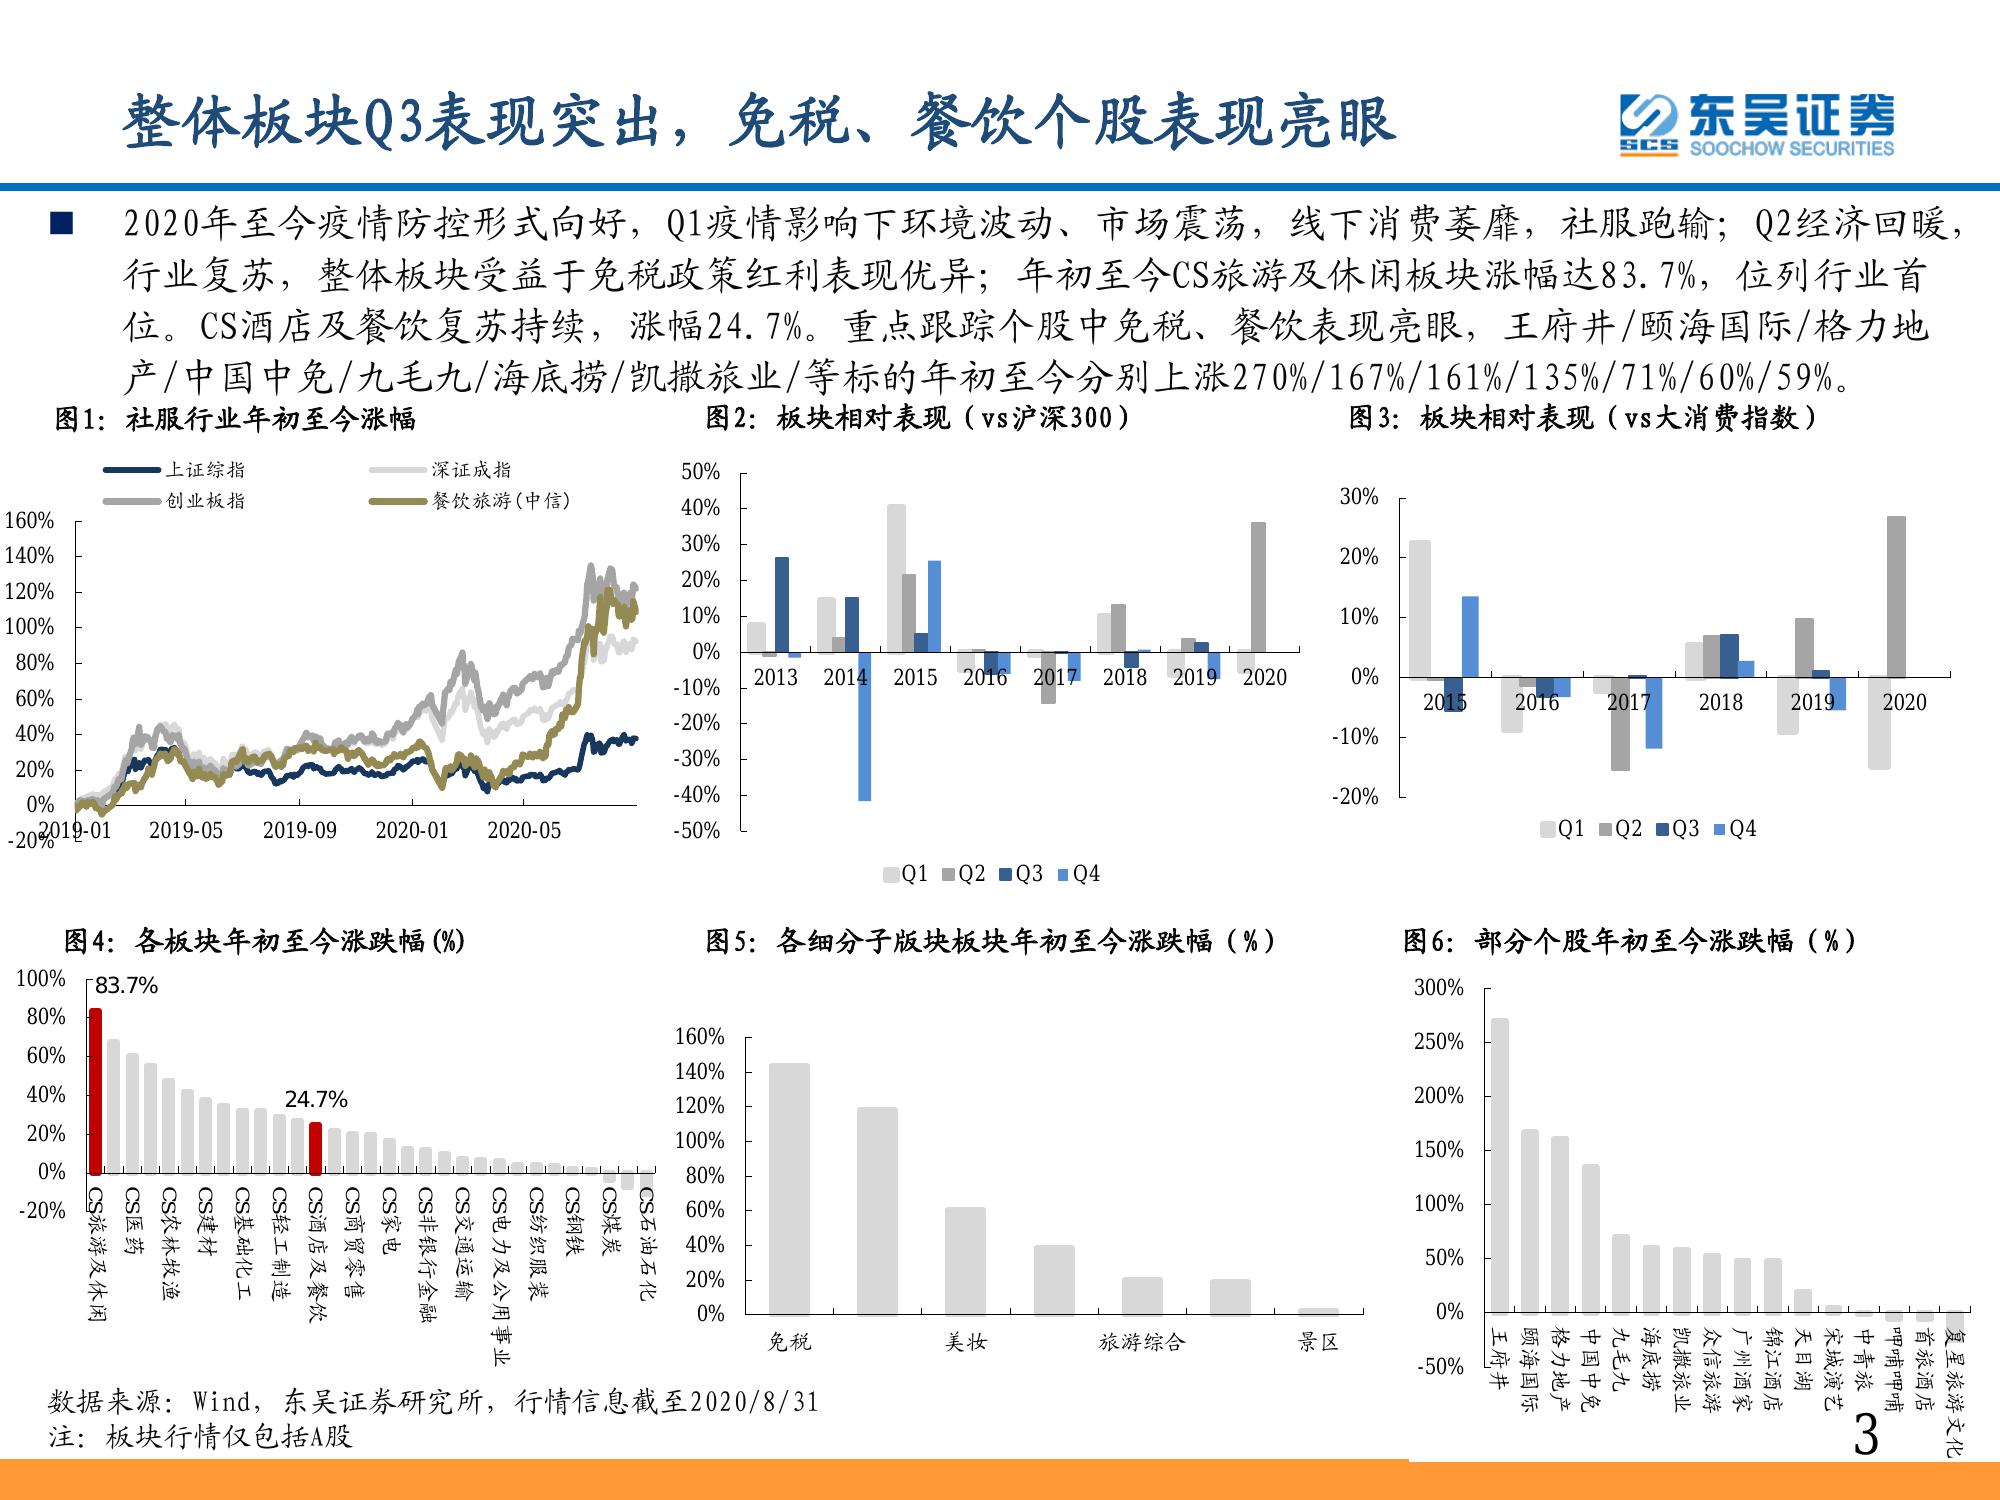 整体板块Q3表现突出，免税、餐饮个股表现亮眼
东吴证券
SCS SOOCHOW SECURITIES
■ 2020年至今疫情防控形式向好，Q1疫情影响下环境波动、市场震荡，线下消费萎靡，社服跑输；Q2经济回暖，
行业复苏，整体板块受益于免税政策红利表现优异；年初至今CS旅游及休闲板块涨幅达83.7%，位列行业首
位。CS酒店及餐饮复苏持续，涨幅24.7%。重点跟踪个股中免税、餐饮表现亮眼，王府井/颐海国际/格力地
产/中国中免/九毛九/海底捞/凯撒旅业/等标的年初至今分别上涨270%/167%/161%/135%/71%/60%/59%。
图1：社服行业年初至今涨幅
上证综指
深证成指
创业板指
餐饮旅游(中信)
160%
140%
120%
100%
80%
60%
40%
20%
0%
-20%
2019-01
2019-05
2019-09
2020-01
2020-05
图2：板块相对表现（vs沪深300）
50%
40%
30%
20%
10%
0%
-10%
-20%
-30%
-40%
-50%
2013
2014
2015
2016
2017
2018
2019
2020
Q1
Q2
Q3
Q4
图3：板块相对表现（vs大消费指数）
30%
20%
10%
0%
-10%
-20%
2015
2016
2017
2018
2019
2020
Q1
Q2
Q3
Q4
图4：各板块年初至今涨跌幅(%)
100%
80%
60%
40%
20%
0%
-20%
83.7%
24.7%
CS旅游及休闲
CS医药
CS农林牧渔
CS建材
CS基础化工
CS轻工制造
CS酒店及餐饮
CS商贸零售
CS家电
CS非银行金融
CS交通运输
CS电力及公用事业
CS纺织服装
CS钢铁
CS煤炭
CS石油石化
图5：各细分子版块板块年初至今涨跌幅（%）
160%
140%
120%
100%
80%
60%
40%
20%
0%
免税
美妆
旅游综合
景区
图6：部分个股年初至今涨跌幅（%）
300%
250%
200%
150%
100%
50%
0%
-50%
王府井
颐海国际
格力地产
中国中免
九毛九
海底捞
凯撒旅业
众信旅游
广州酒家
锦江酒店
天目湖
宋城演艺
中青旅
呷哺呷哺
首旅酒店
复星旅游文化
数据来源：Wind，东吴证券研究所，行情信息截至2020/8/31
注：板块行情仅包括A股
3